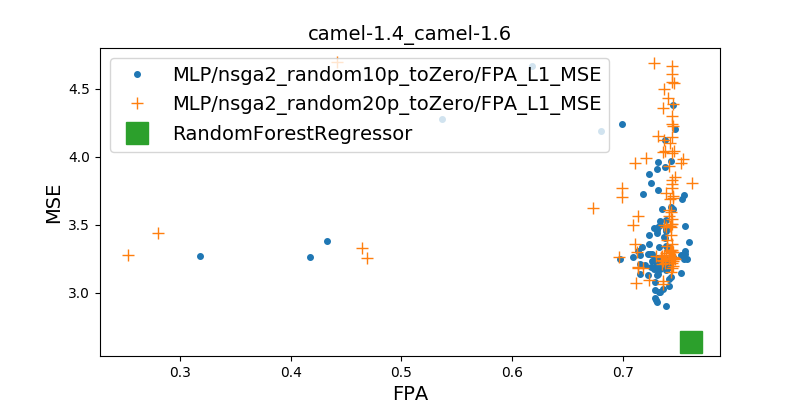 camel-1.4_camel-1.6
MLP/nsga2_random10p_toZero/FPA_L1_MSE
MLP/nsga2_random20p_toZero/FPA_L1_MSE
RandomForestRegressor
MSE
4.5
4.0
3.5
3.0
0.3 0.4 0.5 0.6 0.7
FPA